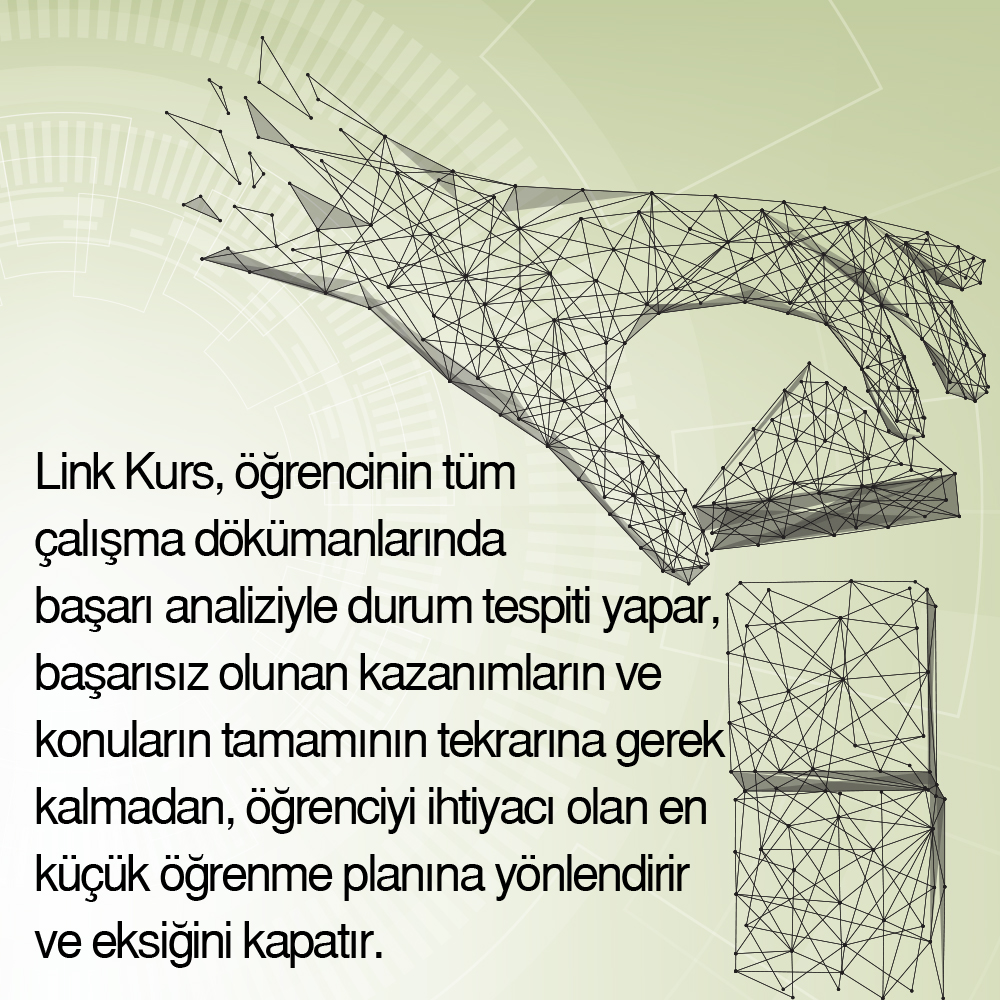 Link Kurs, öğrencinin tüm
çalışma dökümanlarında
başarı analiziyle durum tespiti yapar,
başarısız olunan kazanımların ve
konuların tamamının tekrarına gerek
kalmadan, öğrenciyi ihtiyacı olan en
küçük öğrenme planına yönlendirir
ve eksiğini kapatır.